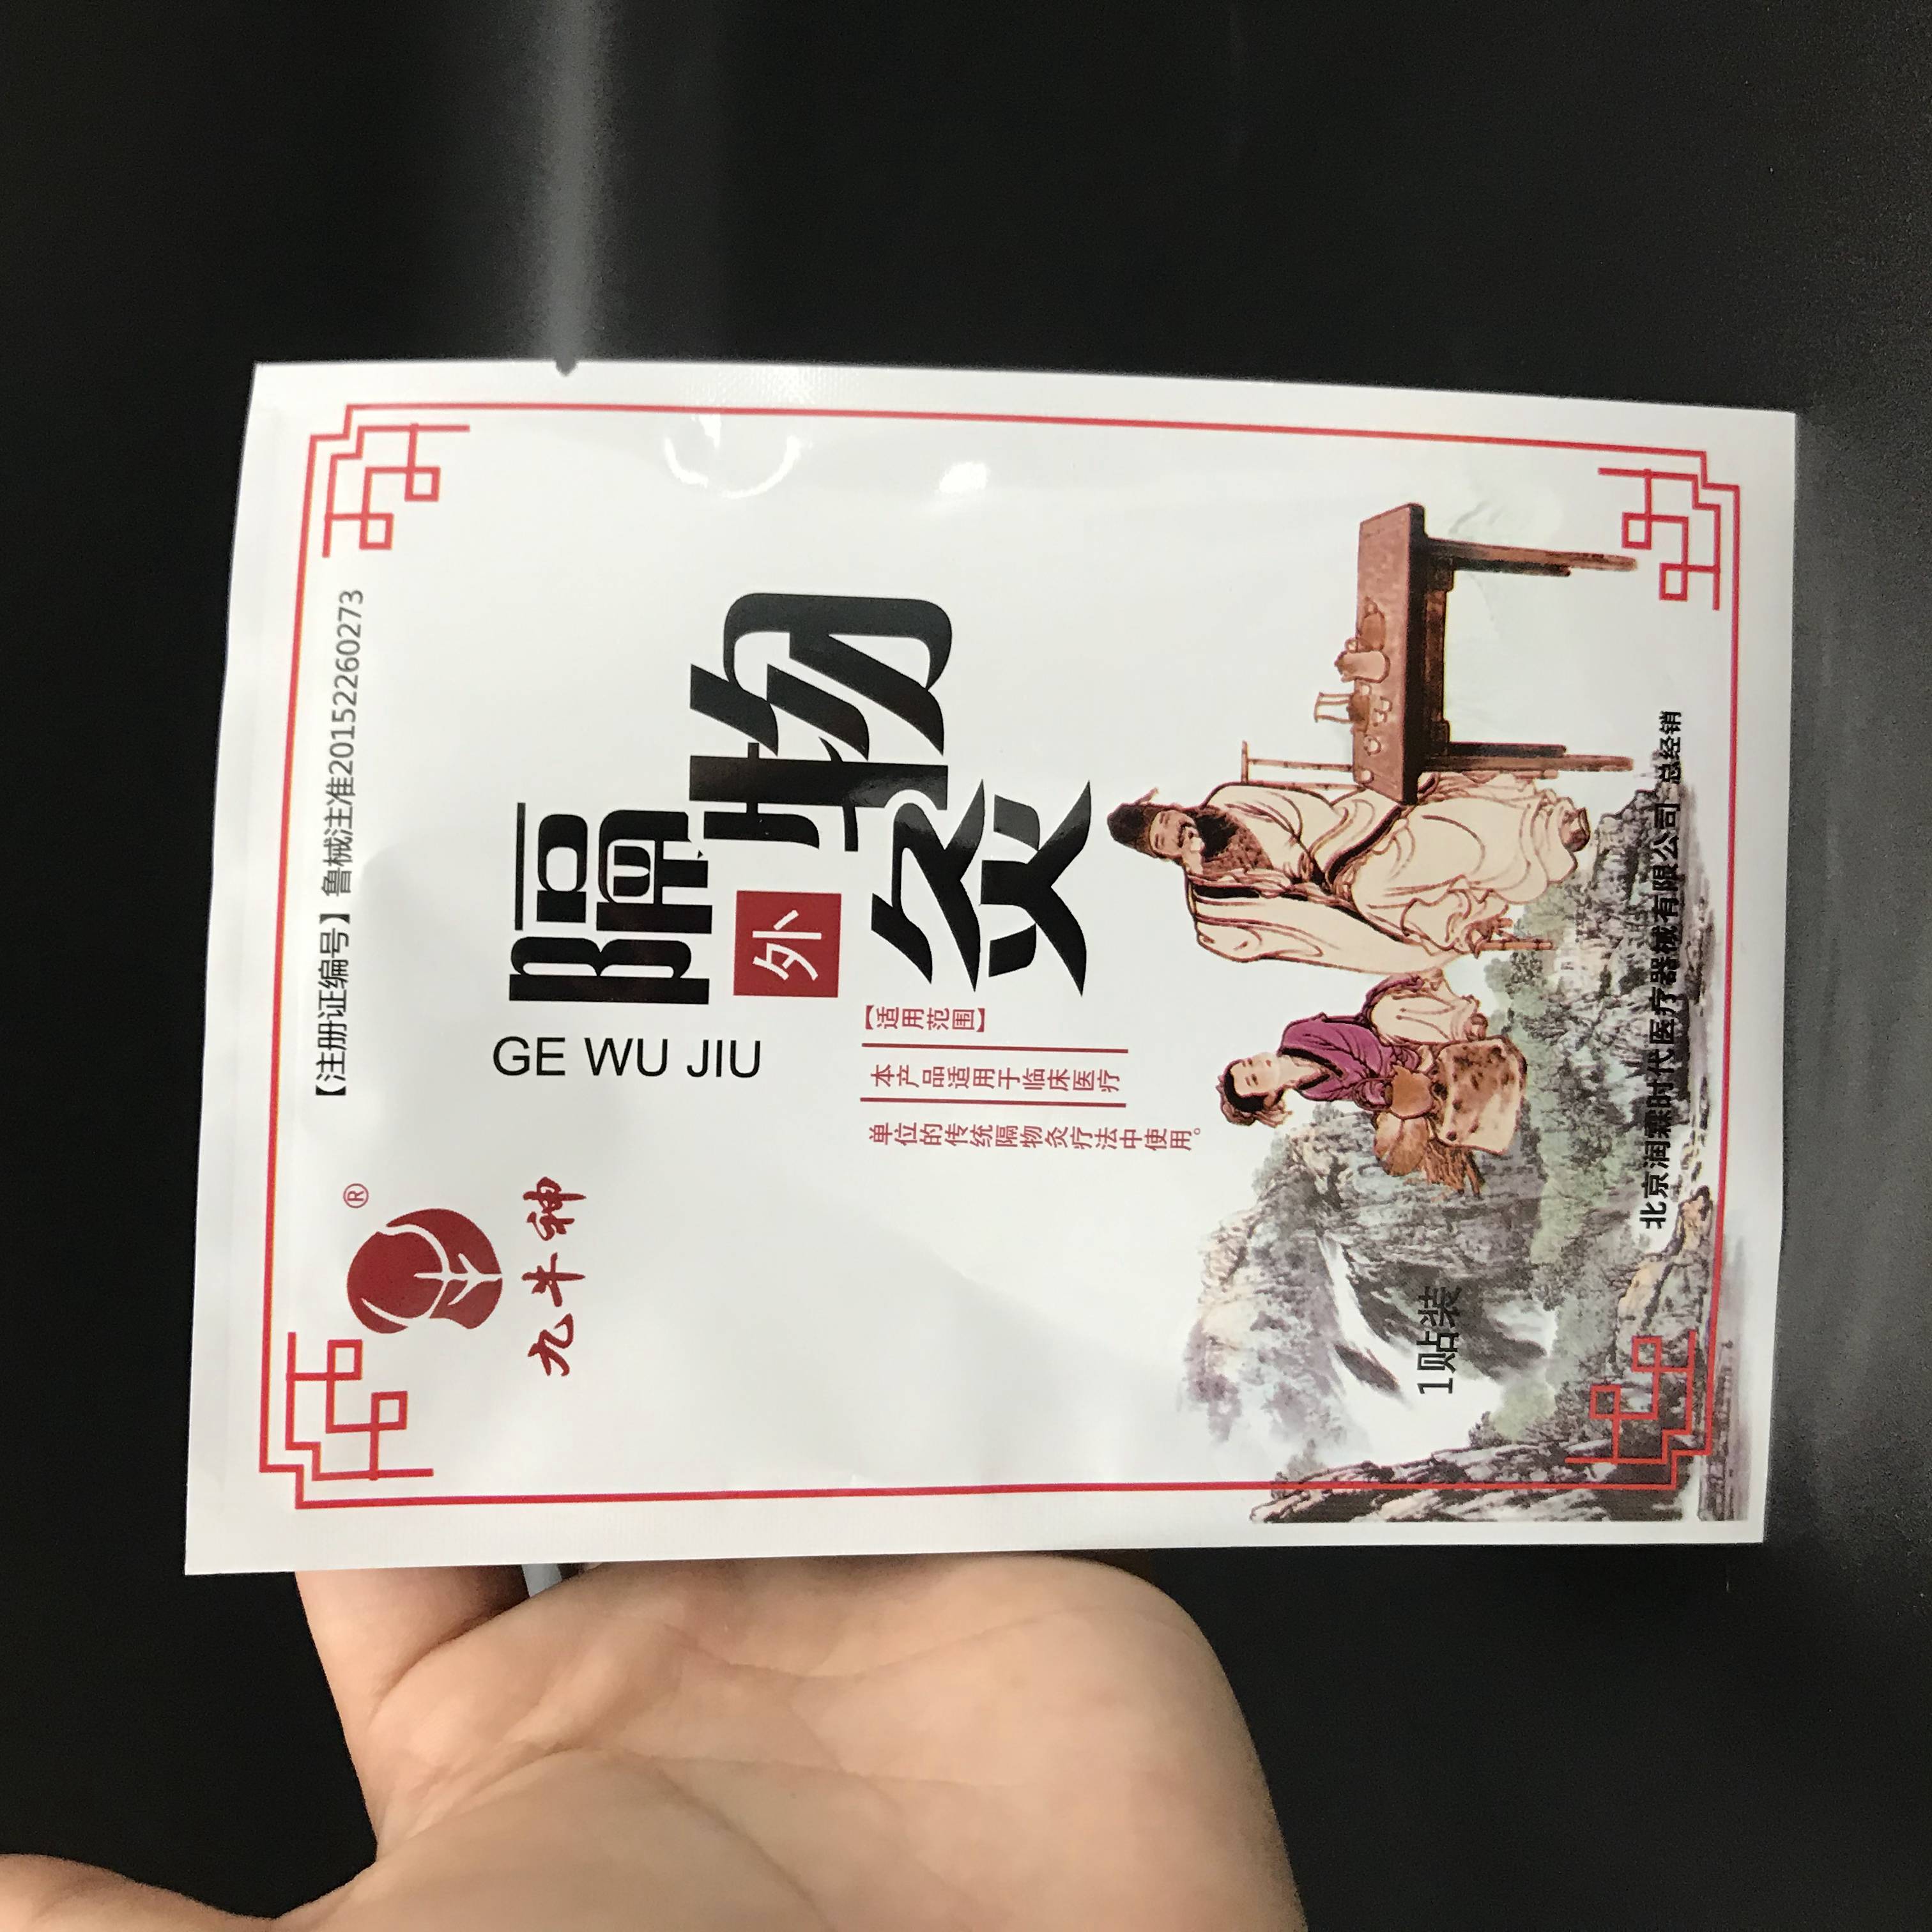 【注册证编号】鲁械注准20152260273
®
九牛神
隔物灸
外
GE WU JIU
【适用范围】
本产品适用于临床医疗
单位的传统隔物灸疗法中使用。
1贴装
北京润霖时代医疗器械有限公司 总经销